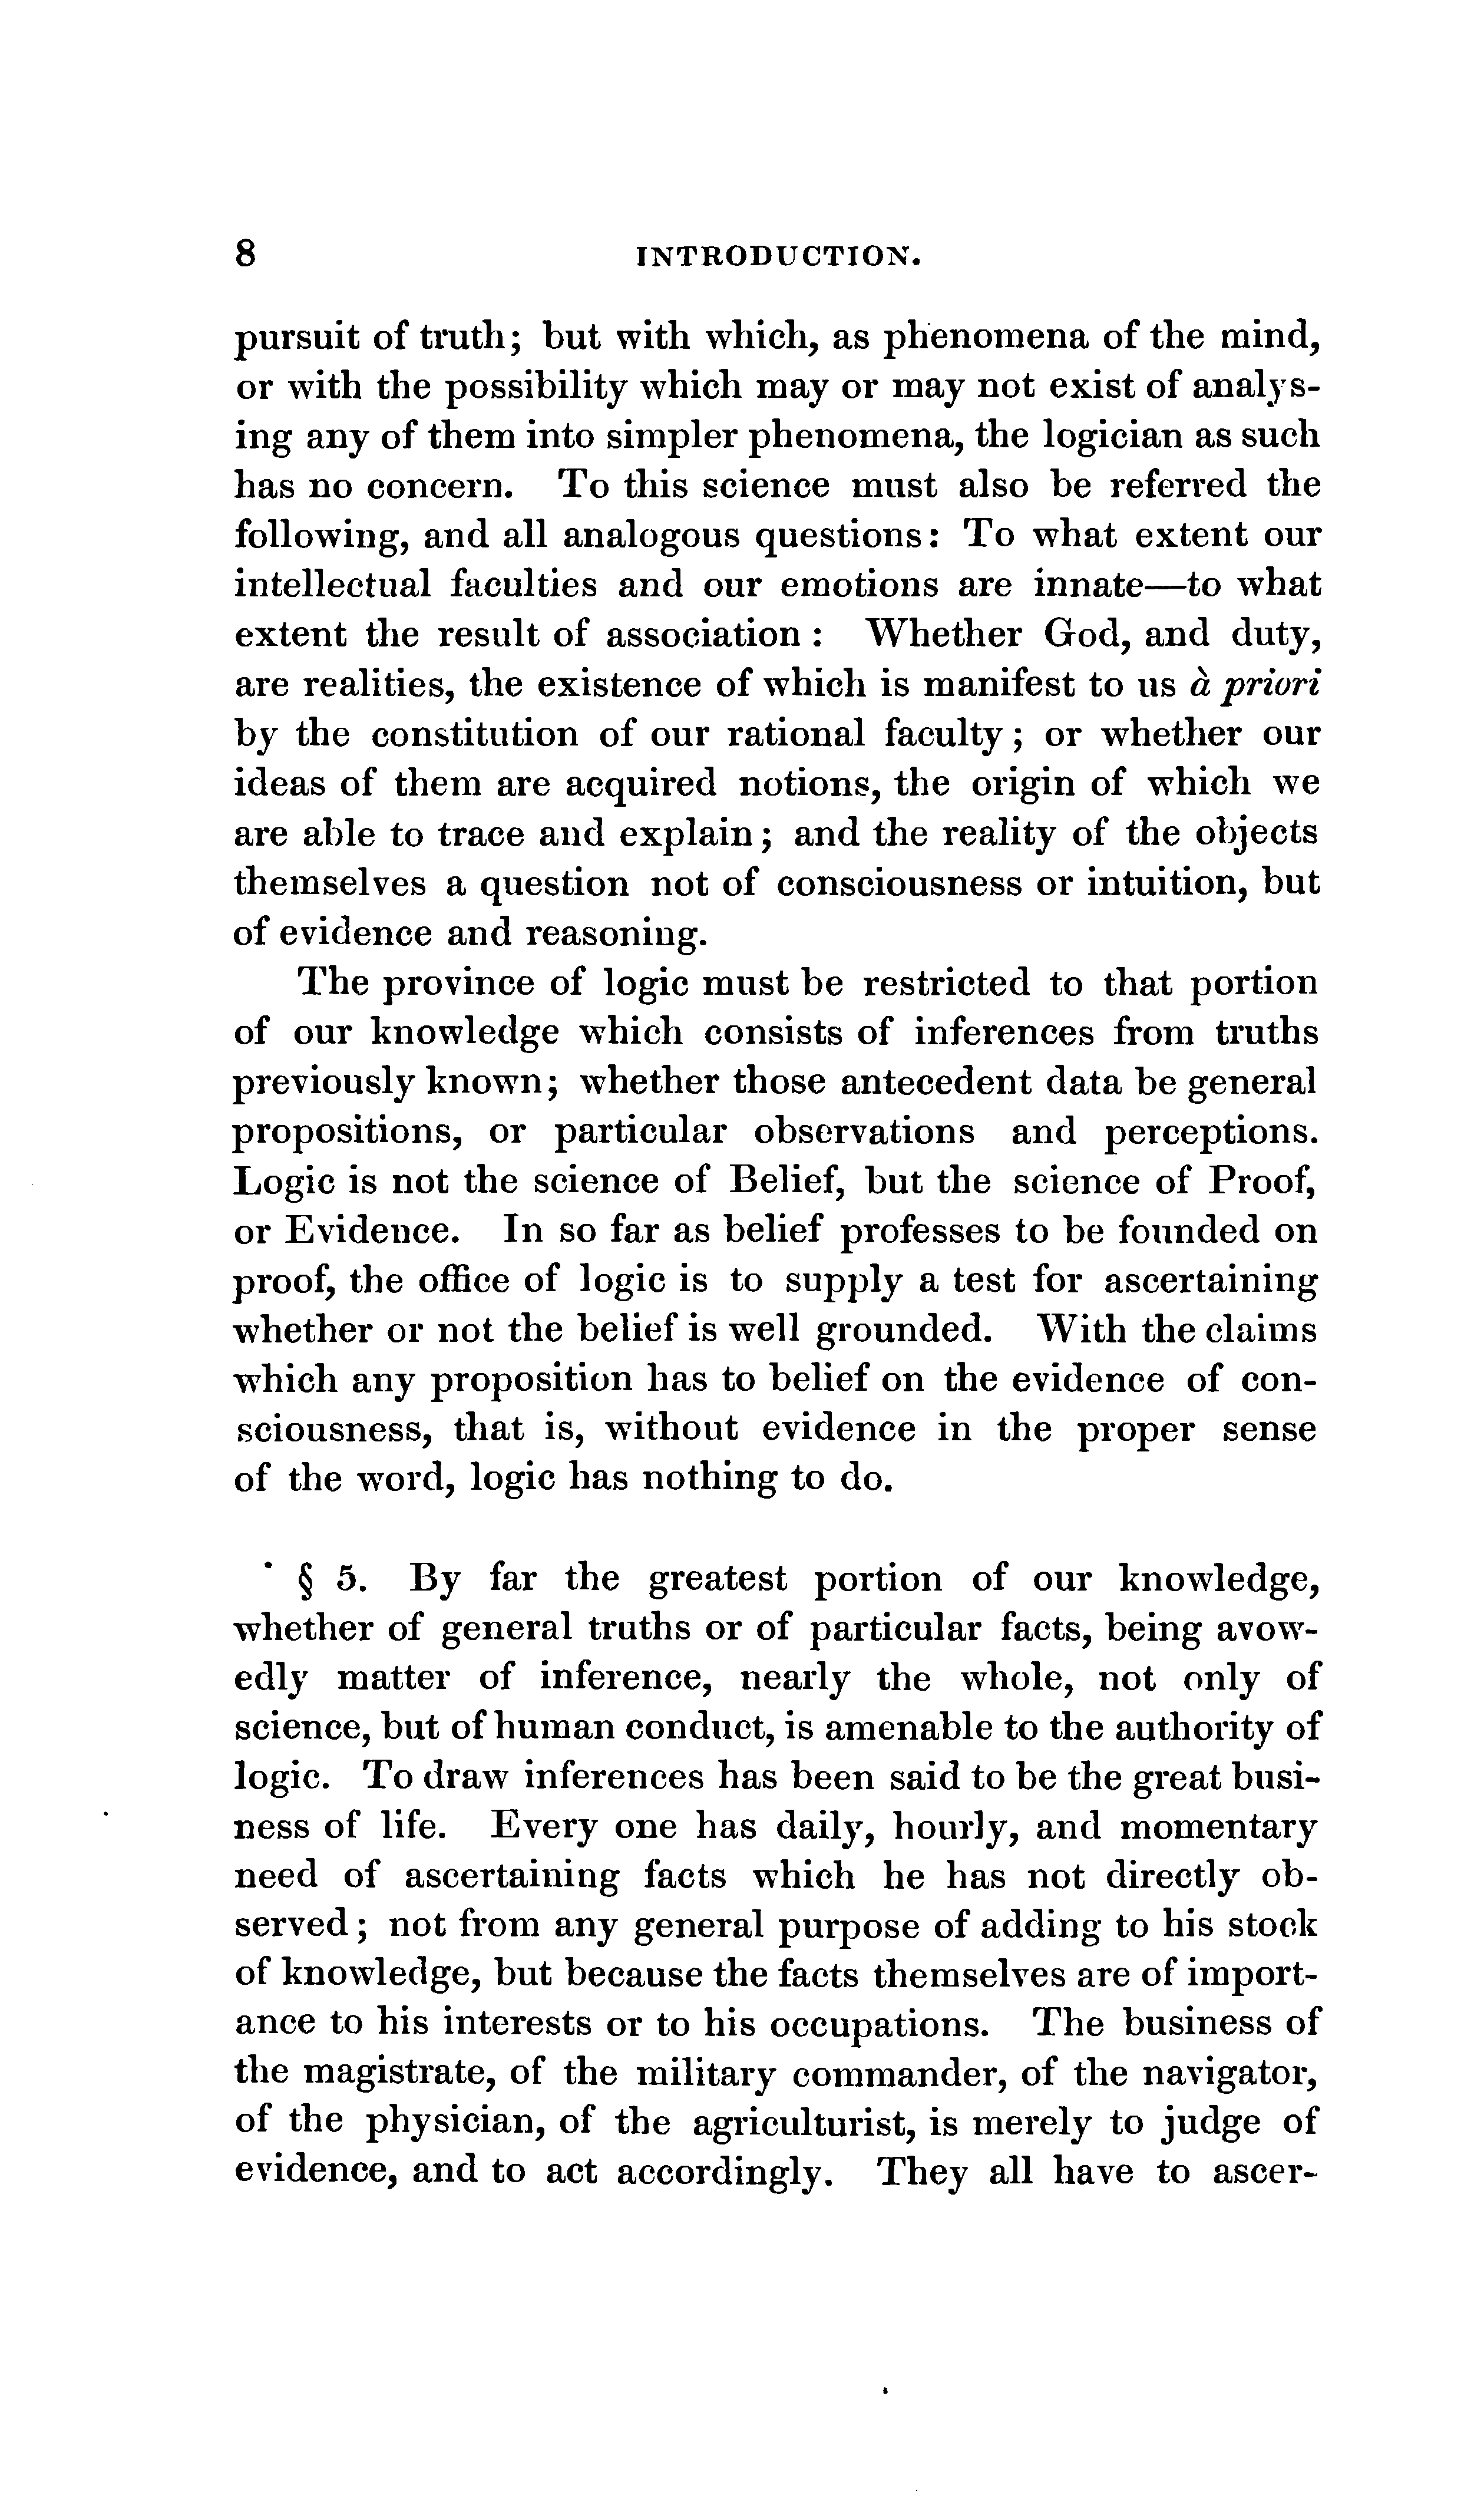 8 INTRODUCTION.
pursuit of truth; but with which, as phenomena of the mind,
or with the possibility which may or may not exist of analys-
ing any of them into simpler phenomena, the logician as such
has no concern. To this science must also be referred the
following, and all analogous questions: To what extent our
intellectual faculties and our emotions are innate—to what
extent the result of association : Whether God, and duty,
are realities, the existence of which is manifest to us à priori
by the constitution of our rational faculty; or whether our
ideas of them are acquired notions, the origin of which we
are able to trace and explain; and the reality of the objects
themselves a question not of consciousness or intuition, but
of evidence and reasoning.
The province of logic must be restricted to that portion
of our knowledge which consists of inferences from truths
previously known; whether those antecedent data be general
propositions, or particular observations and perceptions.
Logic is not the science of Belief, but the science of Proof,
or Evidence. In so far as belief professes to be founded on
proof, the office of logic is to supply a test for ascertaining
whether or not the belief is well grounded. With the claims
which any proposition has to belief on the evidence of con-
sciousness, that is, without evidence in the proper sense
of the word, logic has nothing to do.
§ 5. By far the greatest portion of our knowledge,
whether of general truths or of particular facts, being avow-
edly matter of inference, nearly the whole, not only of
science, but of human conduct, is amenable to the authority of
logic. To draw inferences has been said to be the great busi-
ness of life. Every one has daily, hourly, and momentary
need of ascertaining facts which he has not directly ob-
served; not from any general purpose of adding to his stock
of knowledge, but because the facts themselves are of import-
ance to his interests or to his occupations. The business of
the magistrate, of the military commander, of the navigator,
of the physician, of the agriculturist, is merely to judge of
evidence, and to act accordingly. They all have to ascer-